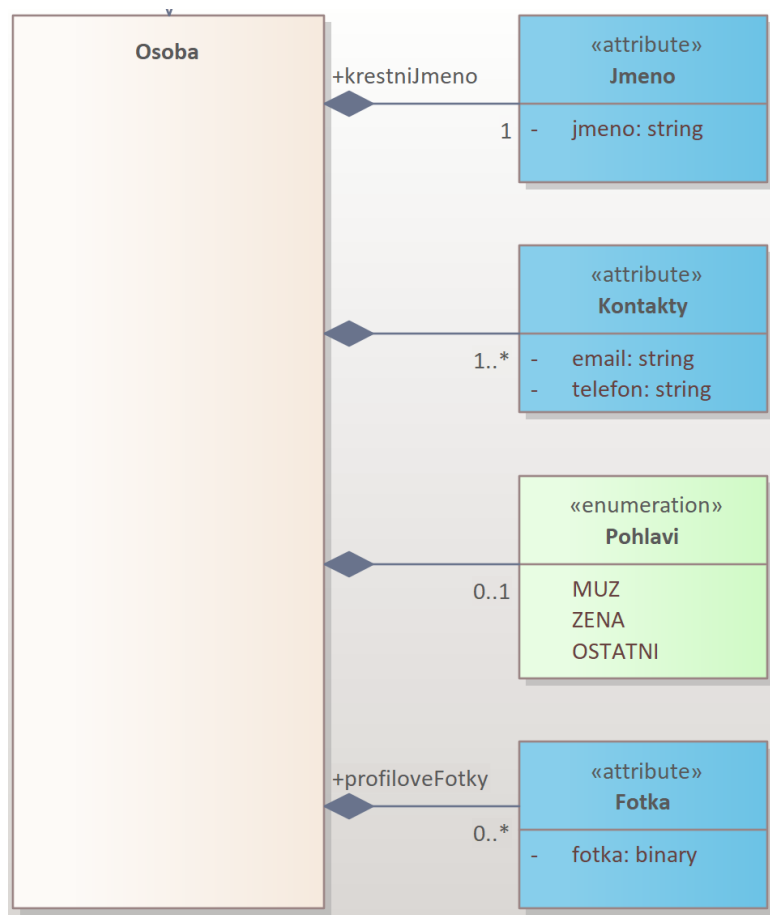 Osoba
+krestniJmeno
1
«attribute»
Jmeno
- jmeno: string
«attribute»
Kontakty
1..*
- email: string
- telefon: string
«enumeration»
Pohlavi
0..1
MUZ
ZENA
OSTATNI
+profiloveFotky
0..*
«attribute»
Fotka
- fotka: binary